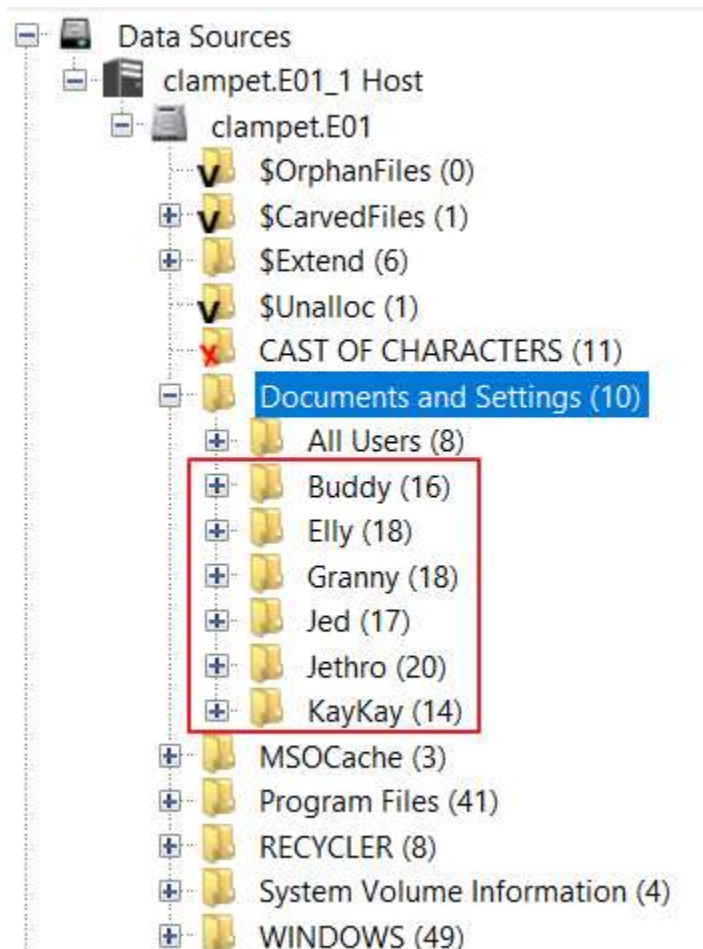 Data Sources
clampet.E01_1 Host
clampet.E01
$OrphanFiles (0)
$CarvedFiles (1)
$Extend (6)
$Unalloc (1)
CAST OF CHARACTERS (11)
Documents and Settings (10)
All Users (8)
Buddy (16)
Elly (18)
Granny (18)
Jed (17)
Jethro (20)
KayKay (14)
MSOCache (3)
Program Files (41)
RECYCLER (8)
System Volume Information (4)
WINDOWS (49)